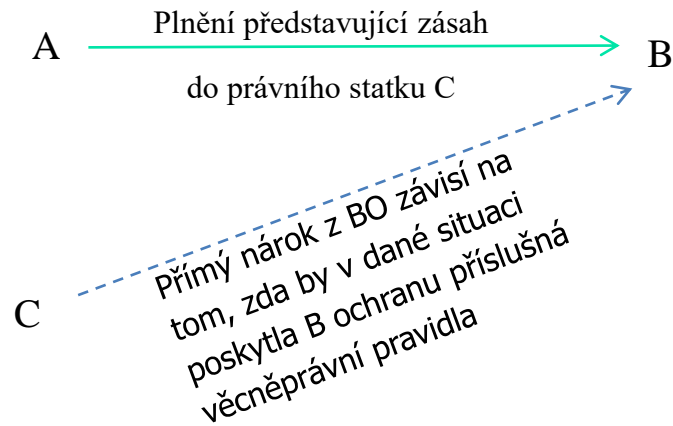 A
Plnění představující zásah
B
do právního statku C
Přímý nárok z BO závisí na
tom, zda by v dané situaci
poskytla B ochranu příslušná
věcněprávní pravidla
C